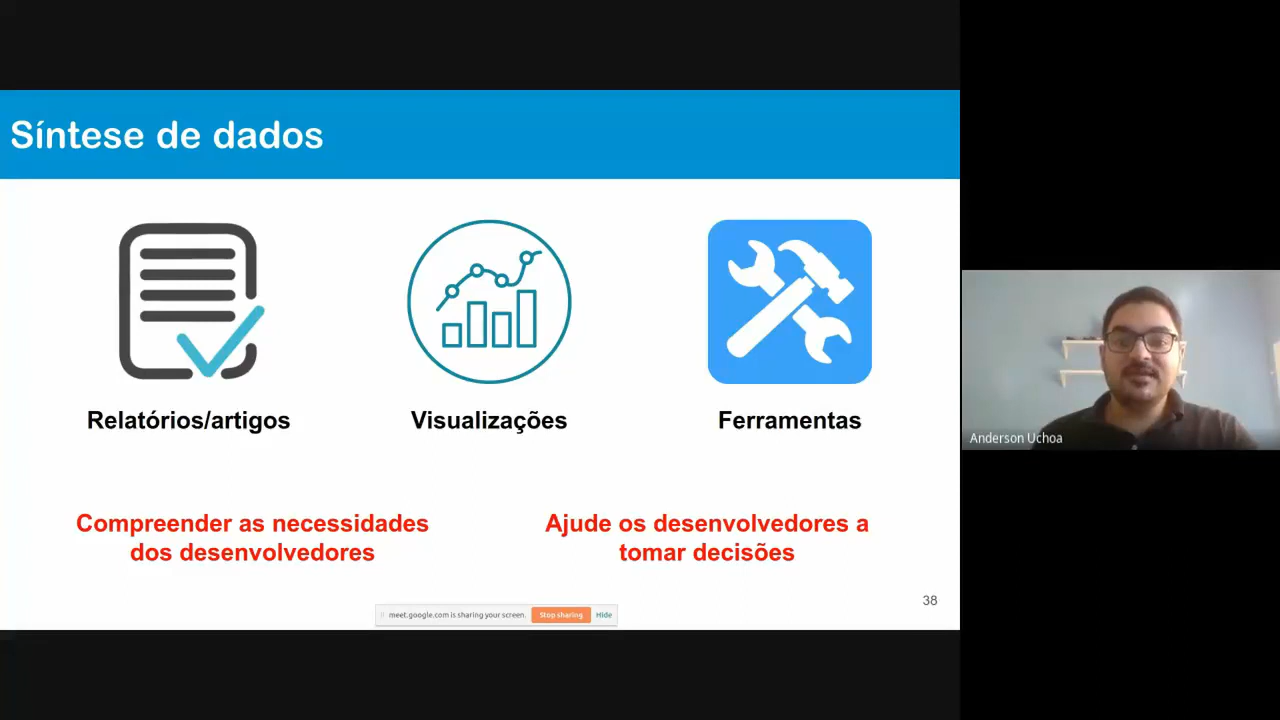 Síntese de dados
Relatórios/artigos
Visualizações
Ferramentas
Compreender as necessidades
dos desenvolvedores
Ajude os desenvolvedores a
tomar decisões
38
meet.google.com is sharing your screen.
Stop sharing
Hide
Anderson Uchoa